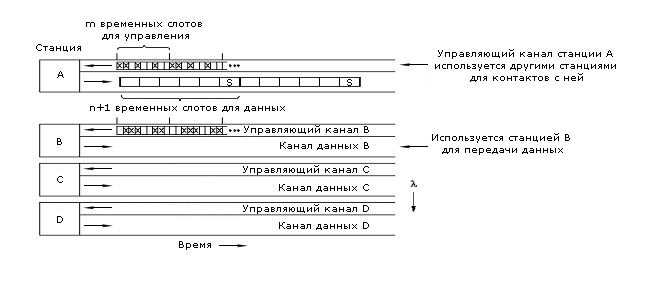 m временных слотов
для управления
Станция
A
S
S
Управляющий канал станции A
используется другими станциями
для контактов с ней
n+1 временных слотов для данных
B
Управляющий канал B
Канал данных B
Используется станцией B
для передачи данных
C
Управляющий канал C
Канал данных C
λ
D
Управляющий канал D
Канал данных D
Время